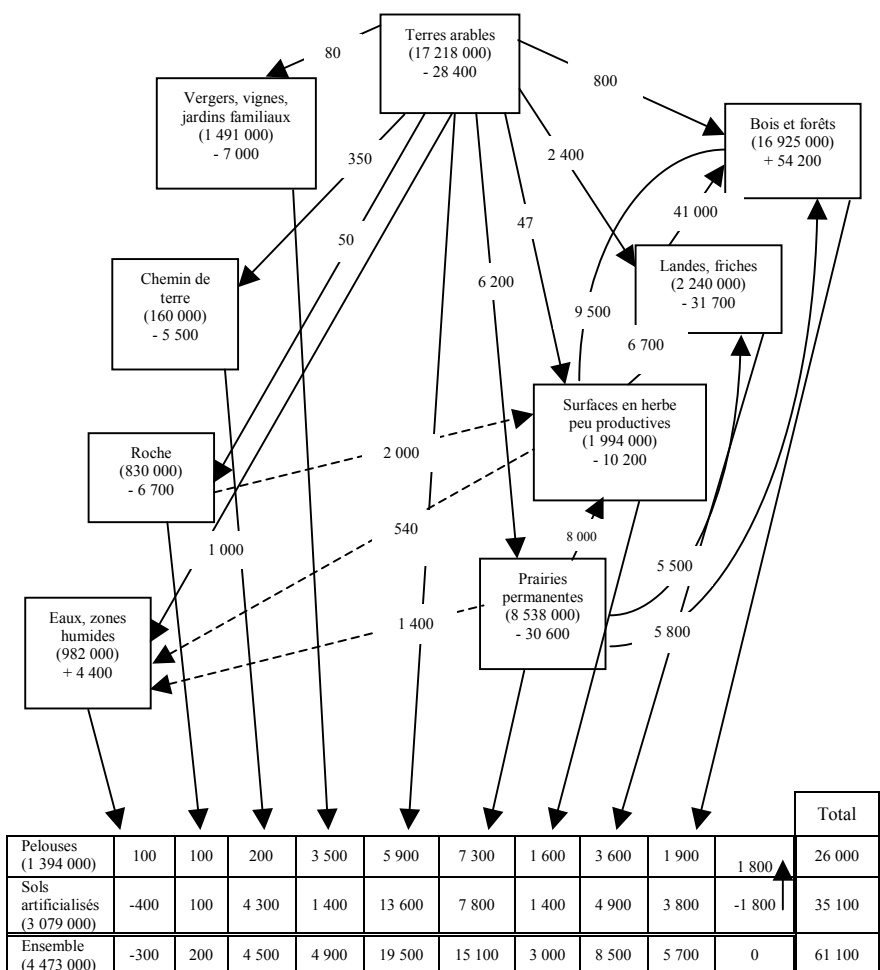 Terres arables
(17 218 000)
- 28 400
80
800
Vergers, vignes,
jardins familiaux
(1 491 000)
- 7 000
Bois et forêts
(16 925 000)
+ 54 200
350
2 400
47
41 000
50
Chemin de
terre
(160 000)
- 5 500
Landes, friches
(2 240 000)
- 31 700
6 200
9 500
6 700
Surfaces en herbe
peu productives
(1 994 000)
- 10 200
Roche
(830 000)
- 6 700
2 000
540
1 000
8 000
5 500
Prairies
permanentes
(8 538 000)
- 30 600
Eaux, zones
humides
(982 000)
+ 4 400
1 400
5 800
Total
Pelouses
(1 394 000) 100 100 200 3 500 5 900 7 300 1 600 3 600 1 900 1 800 26 000
Sols
artificialisés
(3 079 000) -400 100 4 300 1 400 13 600 7 800 1 400 4 900 3 800 -1 800 35 100
Ensemble
(4 473 000) -300 200 4 500 4 900 19 500 15 100 3 000 8 500 5 700 0 61 100